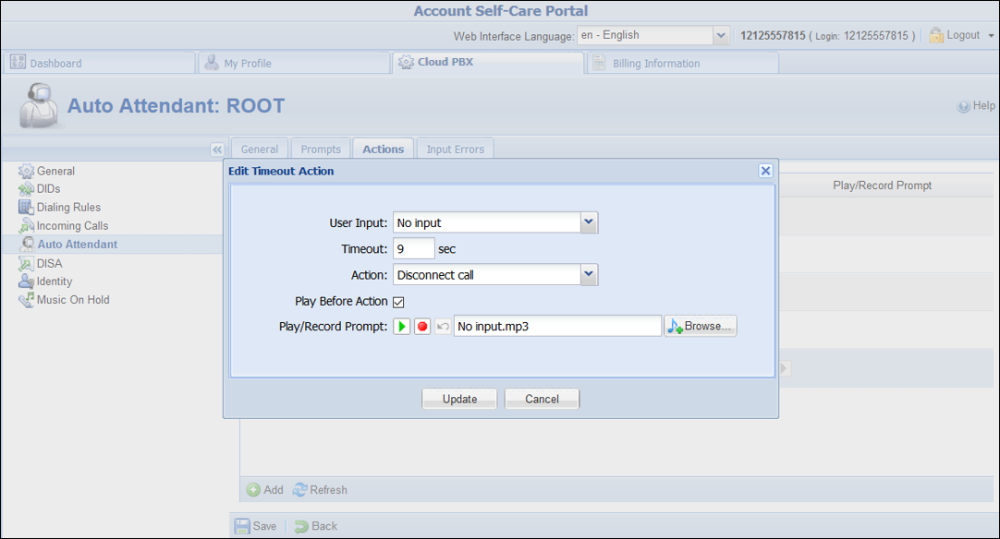 Account Self-Care Portal
Web Interface Language: en - English 12125557815 ( Login: 12125557815 ) Logout
Dashboard My Profile Cloud PBX Billing Information
Auto Attendant: ROOT Help
General Prompts Actions Input Errors
General
DIDs
Dialing Rules
Incoming Calls
Auto Attendant
DISA
Identity
Music On Hold
Edit Timeout Action
Play/Record Prompt
User Input: No input
Timeout: 9 sec
Action: Disconnect call
Play Before Action
Play/Record Prompt: No input.mp3 Browse...
Update Cancel
Add Refresh
Save Back